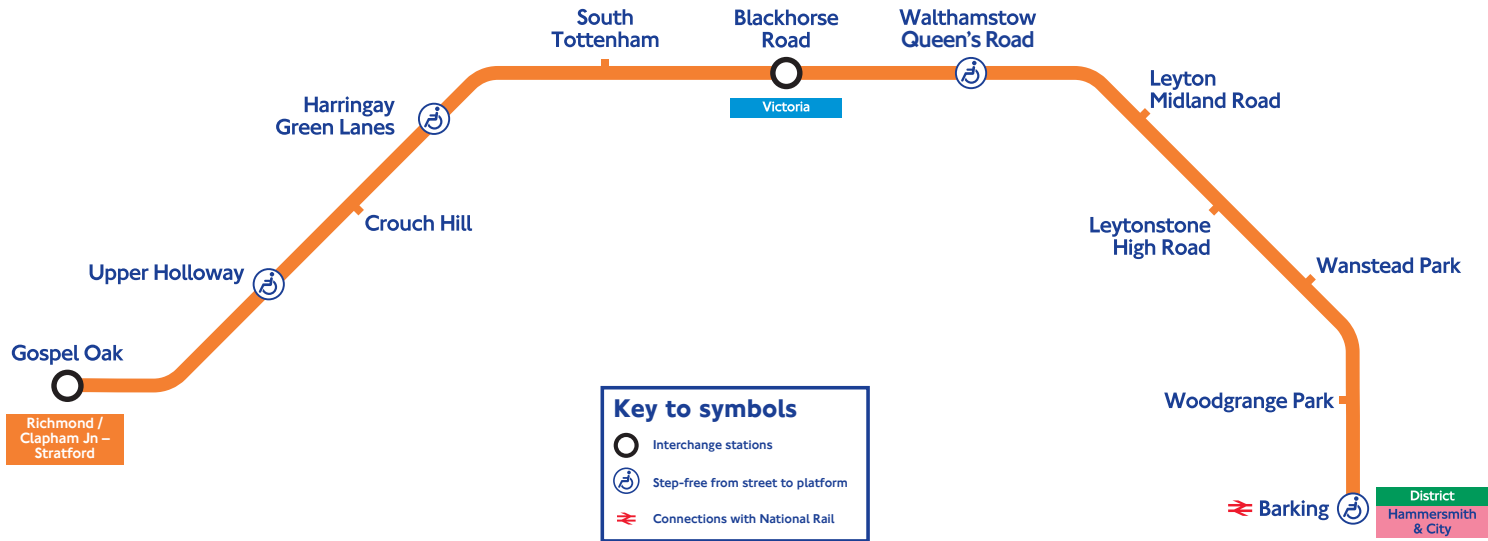 South
Tottenham
Blackhorse
Road
Victoria
Walthamstow
Queen's Road
Leyton
Midland Road
Harringay
Green Lanes
Crouch Hill
Leytonstone
High Road
Upper Holloway
Wanstead Park
Gospel Oak
Richmond /
Clapham Jn –
Stratford
Woodgrange Park
Barking
District
Hammersmith
& City
Key to symbols
Interchange stations
Step-free from street to platform
Connections with National Rail